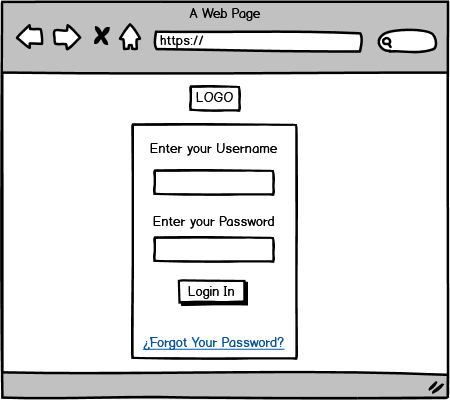 A Web Page
https://
LOGO
Enter your Username
Enter your Password
Login In
¿Forgot Your Password?